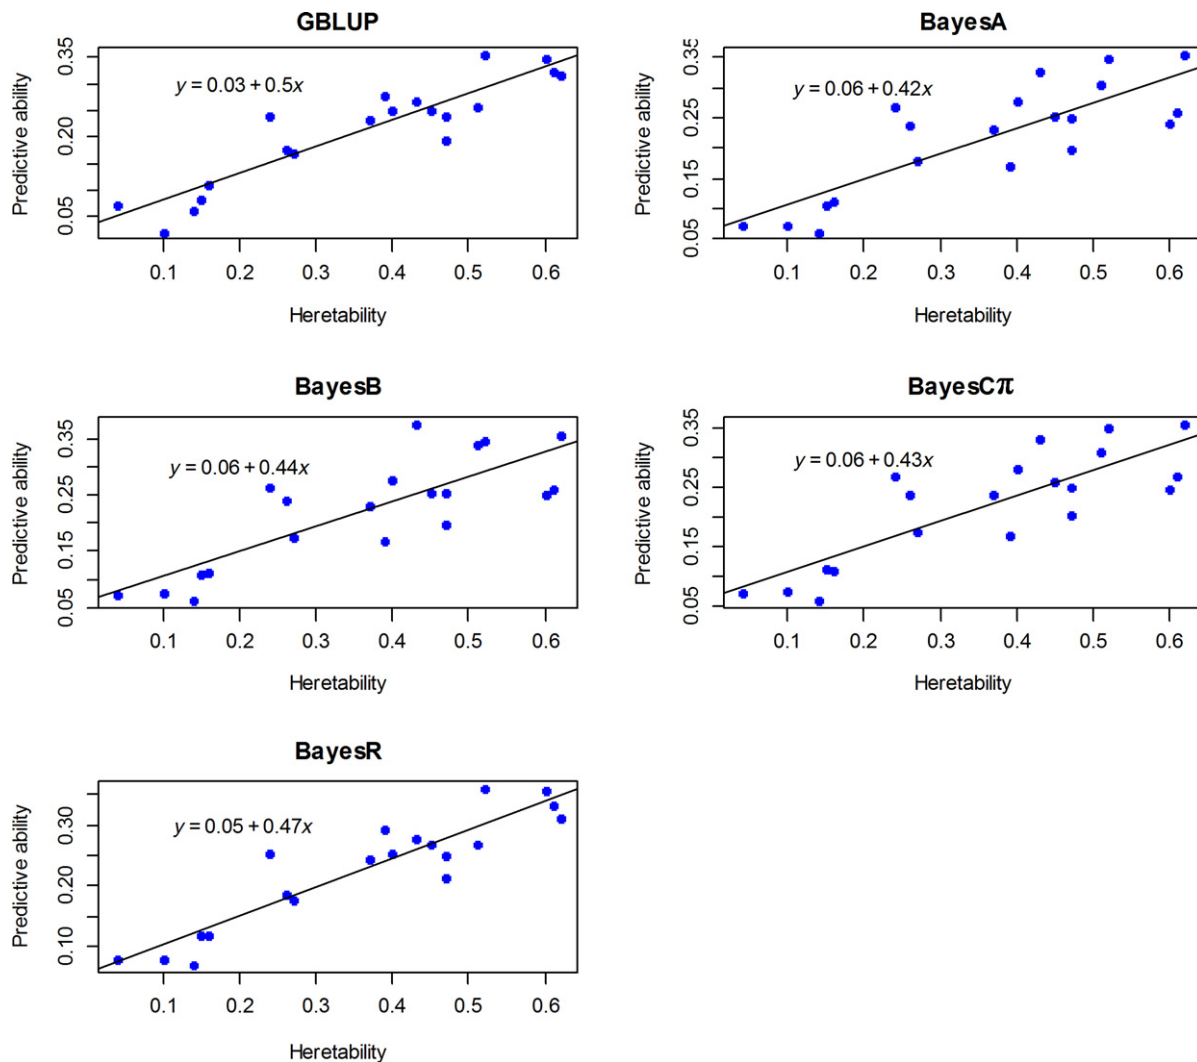 GBLUP
0.35
0.20
0.05
Predictive ability
y = 0.03 + 0.5x
0.1 0.2 0.3 0.4 0.5 0.6
Heretability
BayesA
0.35
0.25
0.15
0.05
Predictive ability
y = 0.06 + 0.42x
0.1 0.2 0.3 0.4 0.5 0.6
Heretability
BayesB
0.35
0.25
0.15
0.05
Predictive ability
y = 0.06 + 0.44x
0.1 0.2 0.3 0.4 0.5 0.6
Heretability
BayesCπ
0.35
0.25
0.15
0.05
Predictive ability
y = 0.06 + 0.43x
0.1 0.2 0.3 0.4 0.5 0.6
Heretability
BayesR
0.30
0.20
0.10
Predictive ability
y = 0.05 + 0.47x
0.1 0.2 0.3 0.4 0.5 0.6
Heretability